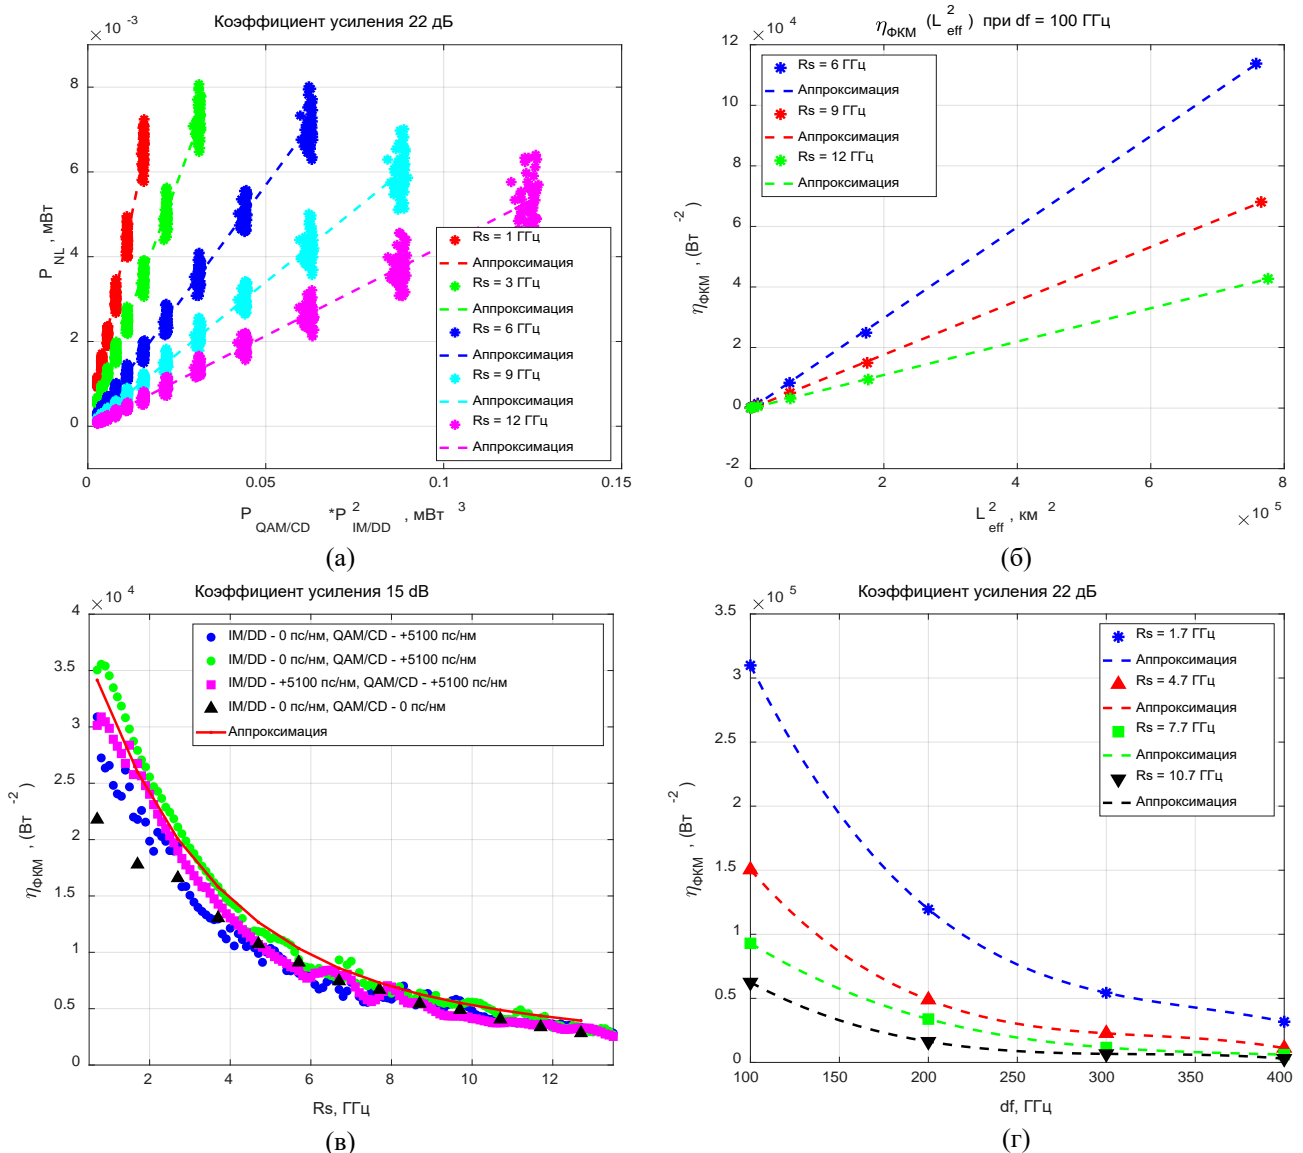 Коэффициент усиления 22 дБ
×10 -3
8
6
4
2
0
P NL , мВт
Rs = 1 ГГц
Аппроксимация
Rs = 3 ГГц
Аппроксимация
Rs = 6 ГГц
Аппроксимация
Rs = 9 ГГц
Аппроксимация
Rs = 12 ГГц
Аппроксимация
0 0.05 0.1 0.15
P QAM/CD *P 2 IM/DD , мВт 3
(а)
η ФКМ (L 2 eff ) при df = 100 ГГц
×10 4
12
10
8
6
4
2
0
-2
η ФКМ , (Вт -2 )
Rs = 6 ГГц
Аппроксимация
Rs = 9 ГГц
Аппроксимация
Rs = 12 ГГц
Аппроксимация
0 2 4 6 8
L 2 eff , км 2
×10 5
(б)
Коэффициент усиления 15 dB
×10 4
4
3.5
3
2.5
2
1.5
1
0.5
0
η ФКМ , (Вт -2 )
IM/DD - 0 пс/нм, QAM/CD - +5100 пс/нм
IM/DD - 0 пс/нм, QAM/CD - +5100 пс/нм
IM/DD - +5100 пс/нм, QAM/CD - +5100 пс/нм
IM/DD - 0 пс/нм, QAM/CD - 0 пс/нм
Аппроксимация
2 4 6 8 10 12
Rs, ГГц
(в)
Коэффициент усиления 22 дБ
×10 5
3.5
3
2.5
2
1.5
1
0.5
0
η ФКМ , (Вт -2 )
Rs = 1.7 ГГц
Аппроксимация
Rs = 4.7 ГГц
Аппроксимация
Rs = 7.7 ГГц
Аппроксимация
Rs = 10.7 ГГц
Аппроксимация
100 150 200 250 300 350 400
df, ГГц
(г)